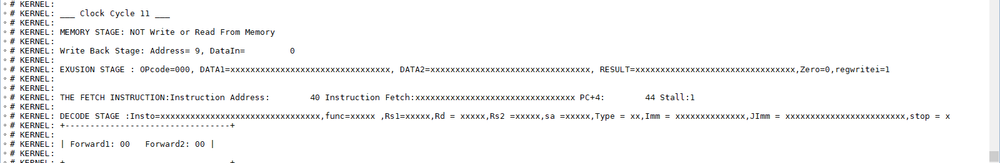 # KERNEL:
# KERNEL: ___ Clock Cycle 11 ___
# KERNEL:
# KERNEL: MEMORY STAGE: NOT Write or Read From Memory
# KERNEL:
# KERNEL: Write Back Stage: Address= 9, DataIn=         0
# KERNEL:
# KERNEL: EXUSION STAGE : OPcode=000, DATA1=xxxxxxxxxxxxxxxxxxxxxxxxxxxxxxxx, DATA2=xxxxxxxxxxxxxxxxxxxxxxxxxxxxxxxx, RESULT=xxxxxxxxxxxxxxxxxxxxxxxxxxxxxxxx,Zero=0,regwritei=1
# KERNEL:
# KERNEL:
# KERNEL: THE FETCH INSTRUCTION:Instruction Address:        40 Instruction Fetch:xxxxxxxxxxxxxxxxxxxxxxxxxxxxxxxx PC+4:        44 Stall:1
# KERNEL:
# KERNEL: DECODE STAGE :Insto=xxxxxxxxxxxxxxxxxxxxxxxxxxxxxxxx,func=xxxxx ,Rs1=xxxxx,Rd = xxxxx,Rs2 =xxxxx,sa =xxxxx,Type = xx,Imm = xxxxxxxxxxxxxx,JImm = xxxxxxxxxxxxxxxxxxxxxxxx,stop = x
# KERNEL: +---------------------------------+
# KERNEL:
# KERNEL: | Forward1: 00   Forward2: 00 |
# KERNEL:
# KERNEL: +---------------------------------+